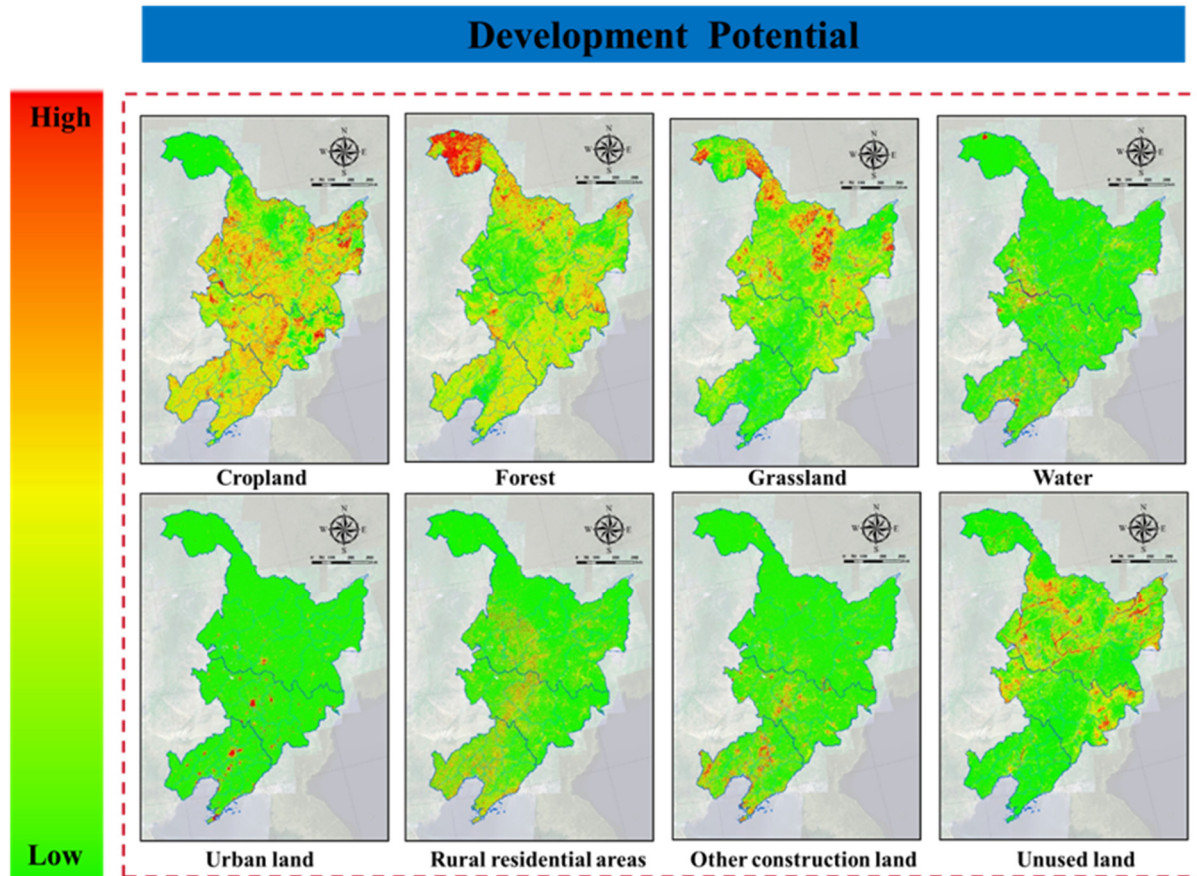 Development Potential
High
N
W E
S
N
W E
S
N
W E
S
N
W E
S
Cropland
Forest
Grassland
Water
N
W E
S
N
W E
S
N
W E
S
N
W E
S
Urban land
Rural residential areas
Other construction land
Unused land
Low